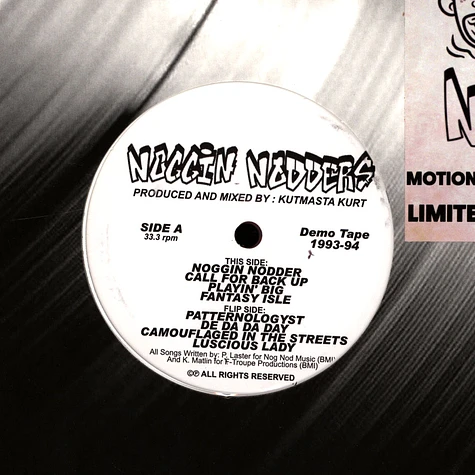 NOGGIN NODDERS
PRODUCED AND MIXED BY : KUTMASTA KURT
SIDE A
33.3 rpm
Demo Tape
1993-94
THIS SIDE:
NOGGIN NODDER
CALL FOR BACK UP
PLAYIN' BIG
FANTASY ISLE
FLIP SIDE:
PATTERNOLOGYST
DE DA DA DAY
CAMOUFLAGED IN THE STREETS
LUSCIOUS LADY
All Songs Written by: P. Laster for Nog Nod Music (BMI)
And K. Matlin for F-Troupe Productions (BMI)
©℗ ALL RIGHTS RESERVED
N
MOTION
LIMITE